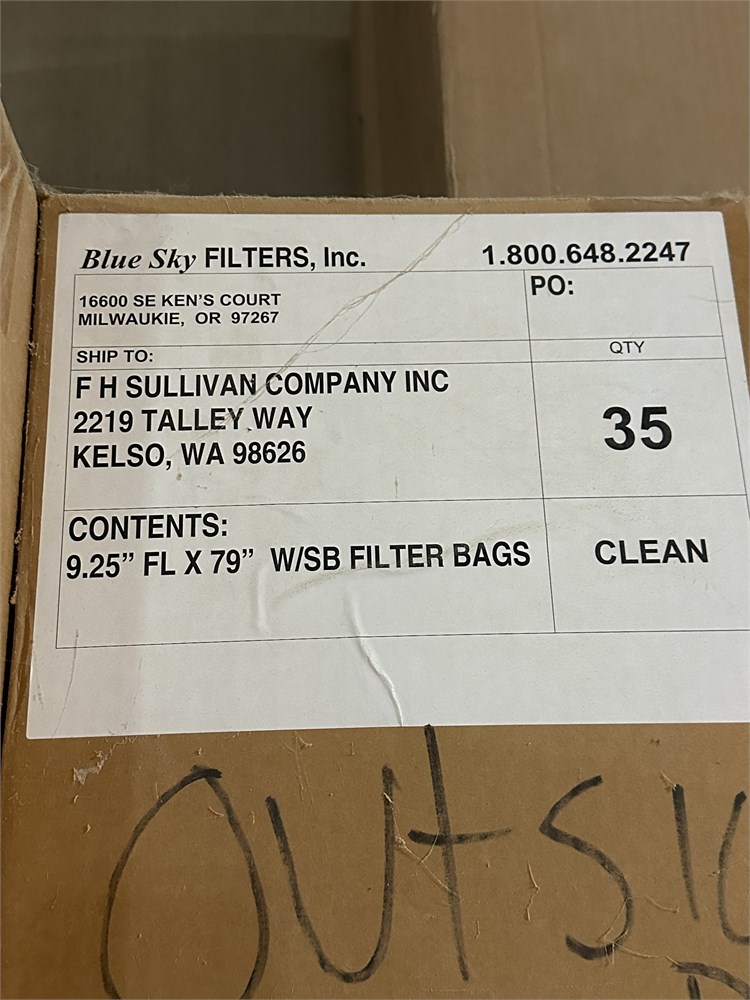 Blue Sky FILTERS, Inc. 1.800.648.2247
16600 SE KEN'S COURT
MILWAUKIE, OR 97267
PO:
SHIP TO:
QTY
F H SULLIVAN COMPANY INC
2219 TALLEY WAY
KELSO, WA 98626
35
CONTENTS:
9.25” FL X 79” W/SB FILTER BAGS
CLEAN